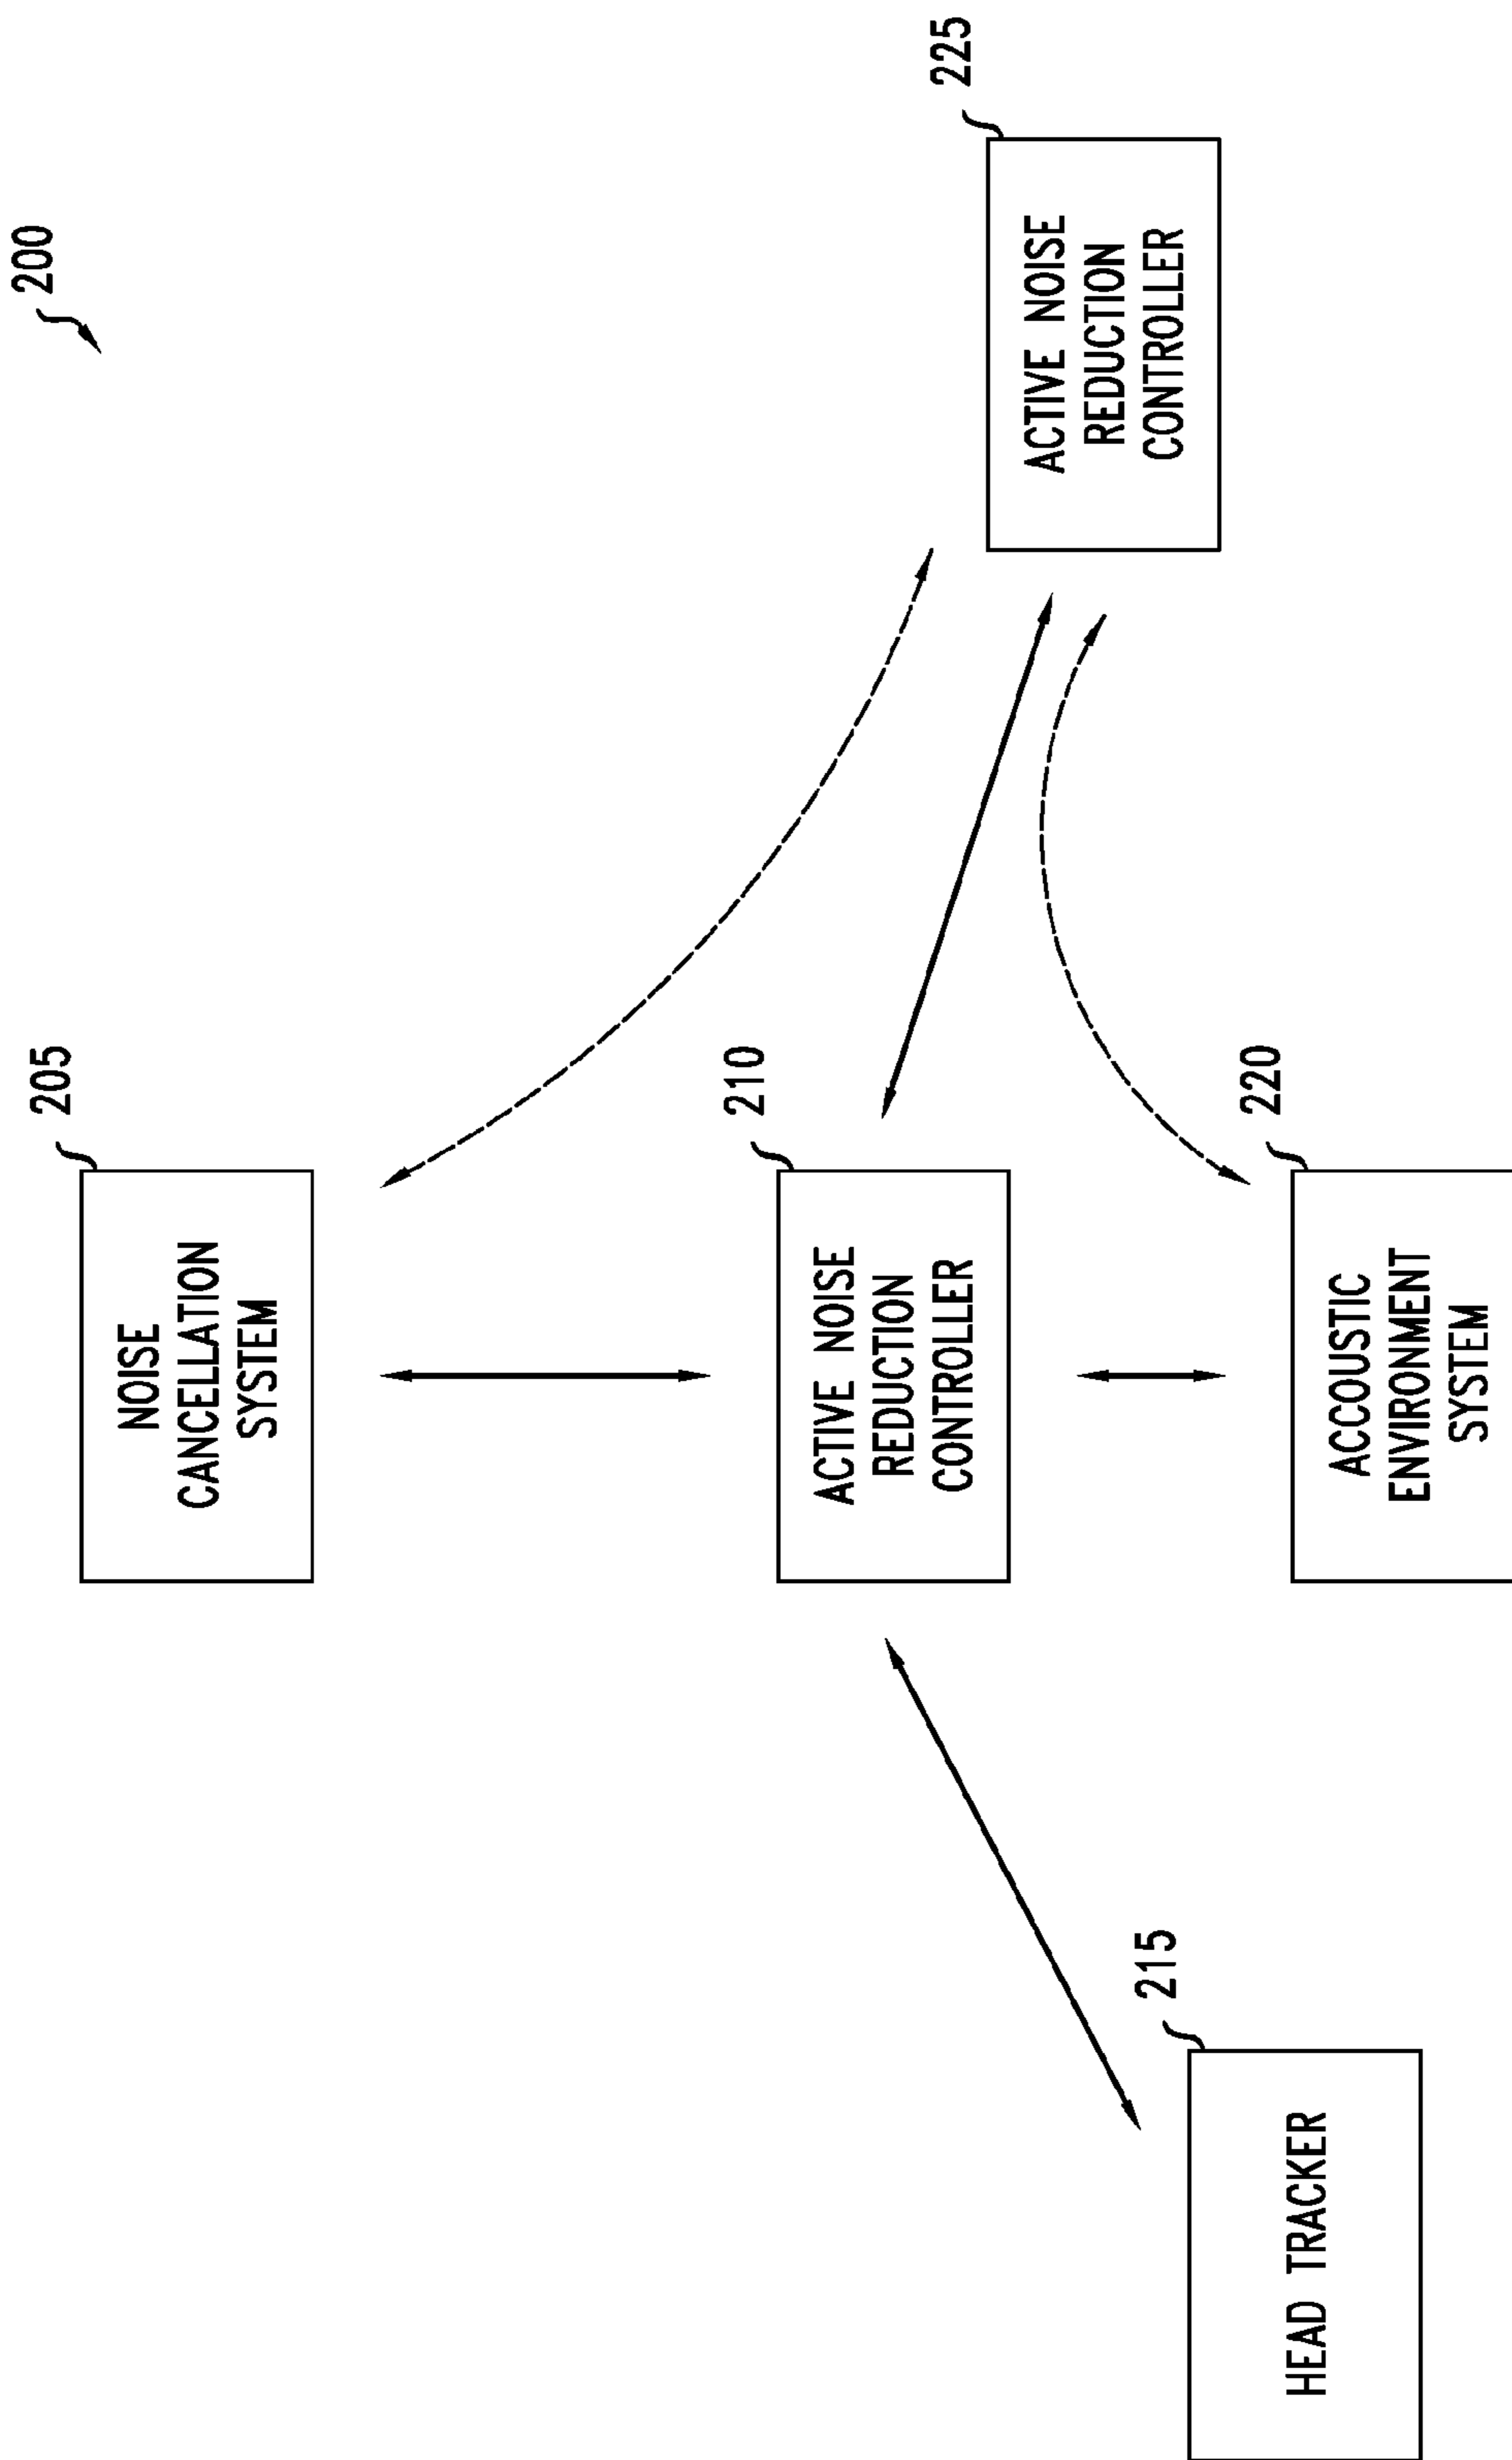 200
205
NOISE
CANCELLATION
SYSTEM
210
ACTIVE NOISE
REDUCTION
CONTROLLER
225
ACTIVE NOISE
REDUCTION
CONTROLLER
215
HEAD TRACKER
220
ACCOUSTIC
ENVIRONMENT
SYSTEM